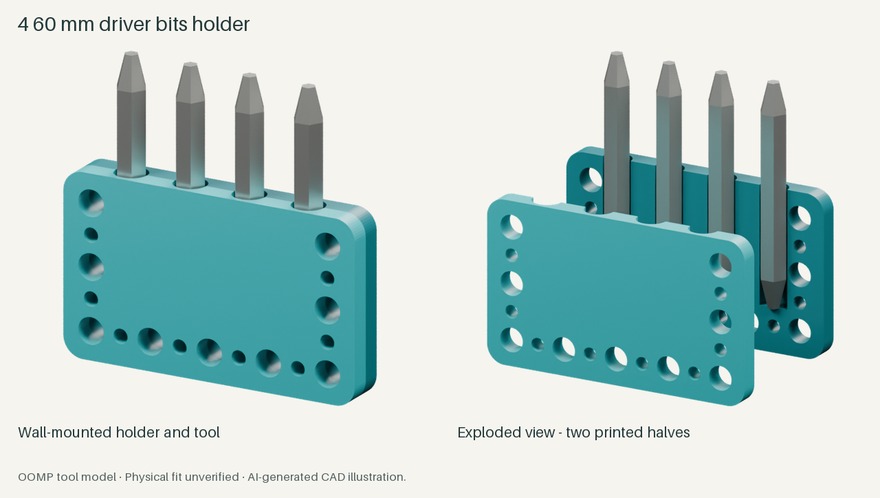 4 60 mm driver bits holder
Wall-mounted holder and tool
Exploded view - two printed halves
OOMP tool model · Physical fit unverified · AI-generated CAD illustration.